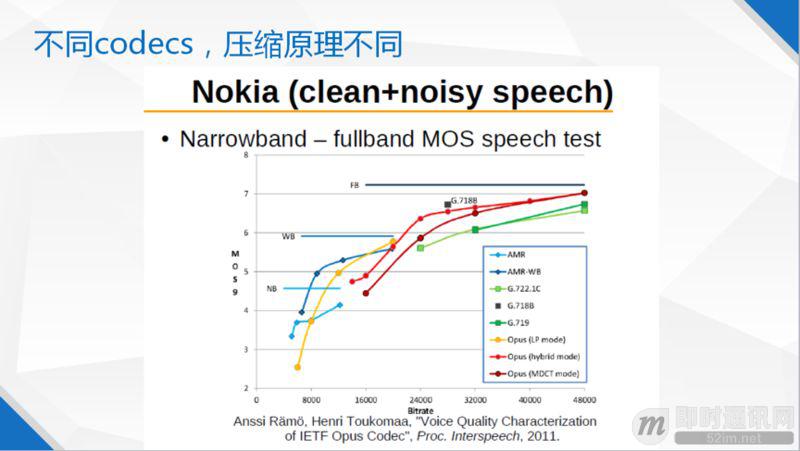 不同codecs，压缩原理不同
Nokia (clean+noisy speech)
• Narrowband – fullband MOS speech test
8
7
6
5
4
3
2
M
O
S
9
FB
WB
NB
G.718B
AMR
AMR-WB
G.722.1C
G.718B
G.719
Opus (LP mode)
Opus (hybrid mode)
Opus (MDCT mode)
0 8000 16000 24000 32000 40000 48000
Bitrate
Anssi Rämö, Henri Toukomaa, "Voice Quality Characterization
of IETF Opus Codec", Proc. Interspeech, 2011.
m 即时通讯网
52im.net